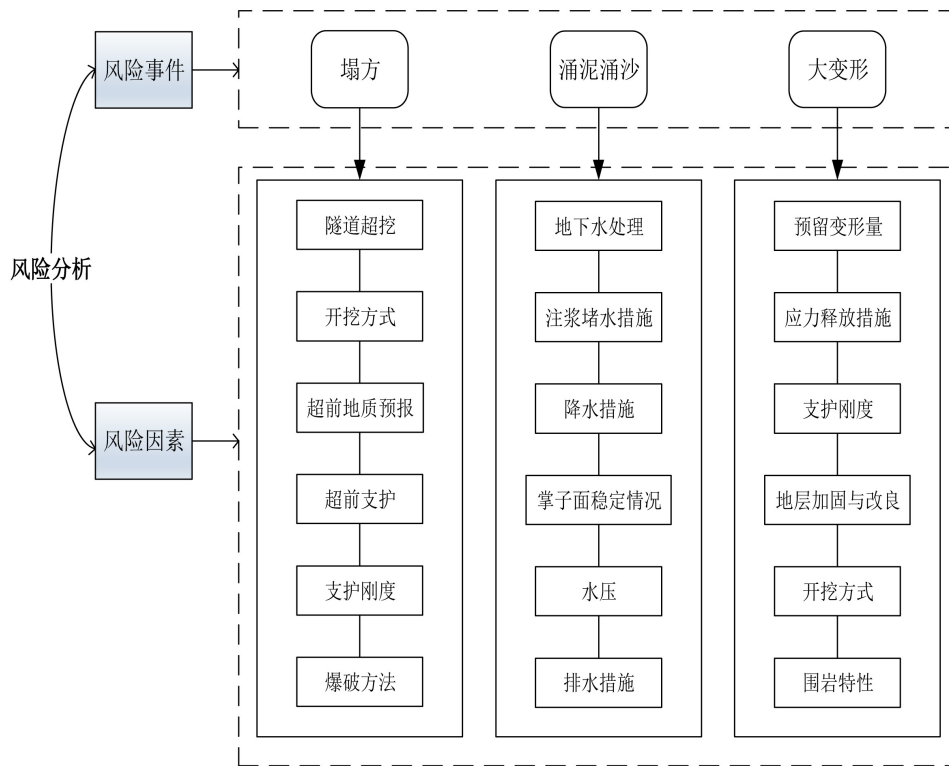 风险事件
塌方
涌泥涌沙
大变形
风险分析
风险因素
隧道超挖
开挖方式
超前地质预报
超前支护
支护刚度
爆破方法
地下水处理
注浆堵水措施
降水措施
掌子面稳定情况
水压
排水措施
预留变形量
应力释放措施
支护刚度
地层加固与改良
开挖方式
围岩特性